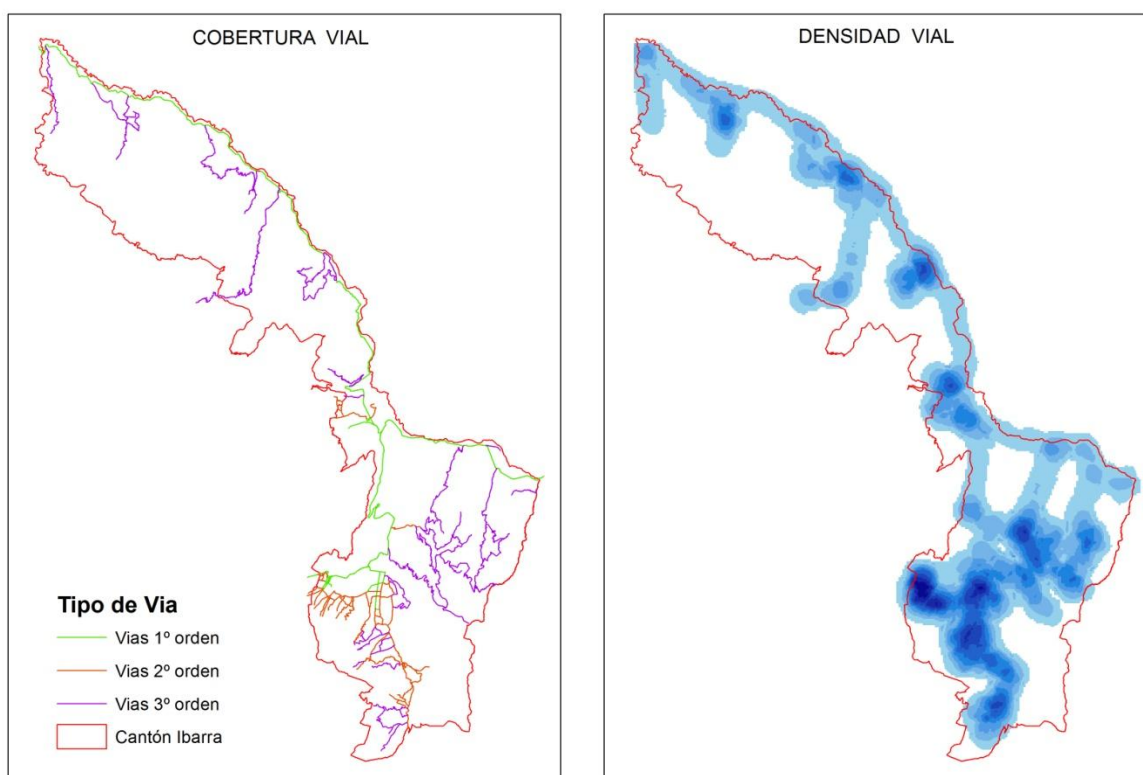 COBERTURA VIAL
DENSIDAD VIAL
Tipo de Via
Vias 1º orden
Vias 2º orden
Vias 3º orden
Cantón Ibarra